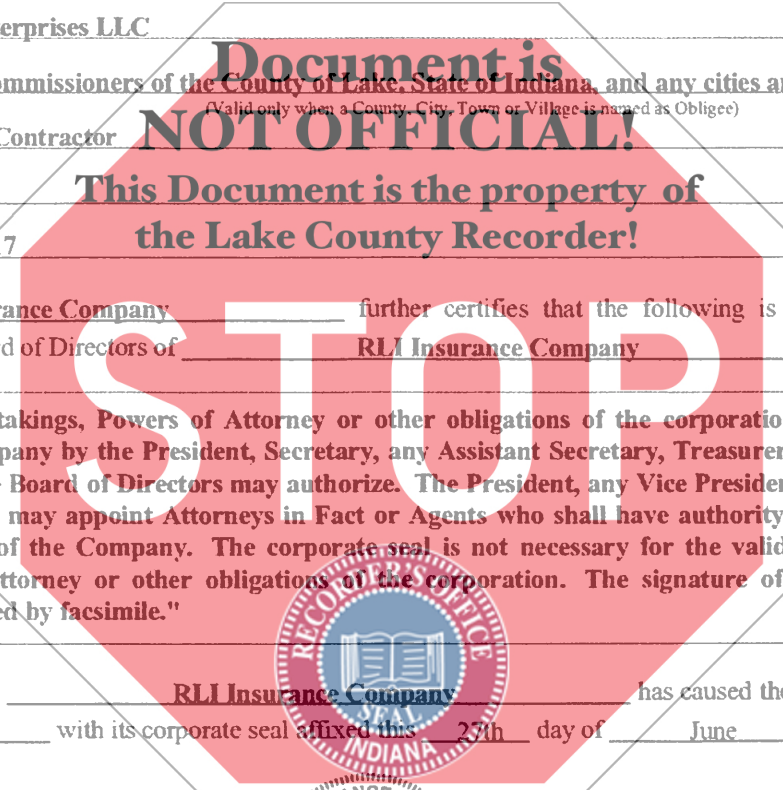 erprises LLC
Document is
ommissioners of the County of Lake, State of Indiana, and any cities a
(Valid only when a County, City, Town or Village is named as Obligee)
Contractor
NOT OFFICIAL!
This Document is the property of
7
the Lake County Recorder!
rance Company further certifies that the following is
d of Directors of RLI Insurance Company
STOP
takings, Powers of Attorney or other obligations of the corporatio
pany by the President, Secretary, any Assistant Secretary, Treasurer
Board of Directors may authorize. The President, any Vice Presiden
may appoint Attorneys in Fact or Agents who shall have authority
of the Company. The corporate seal is not necessary for the valid
ttorney or other obligations of the corporation. The signature of
ed by facsimile."
RECORDER'S OFFICE
SEAL
INDIANA
RLI Insurance Company has caused the
with its corporate seal affixed this 27th day of June